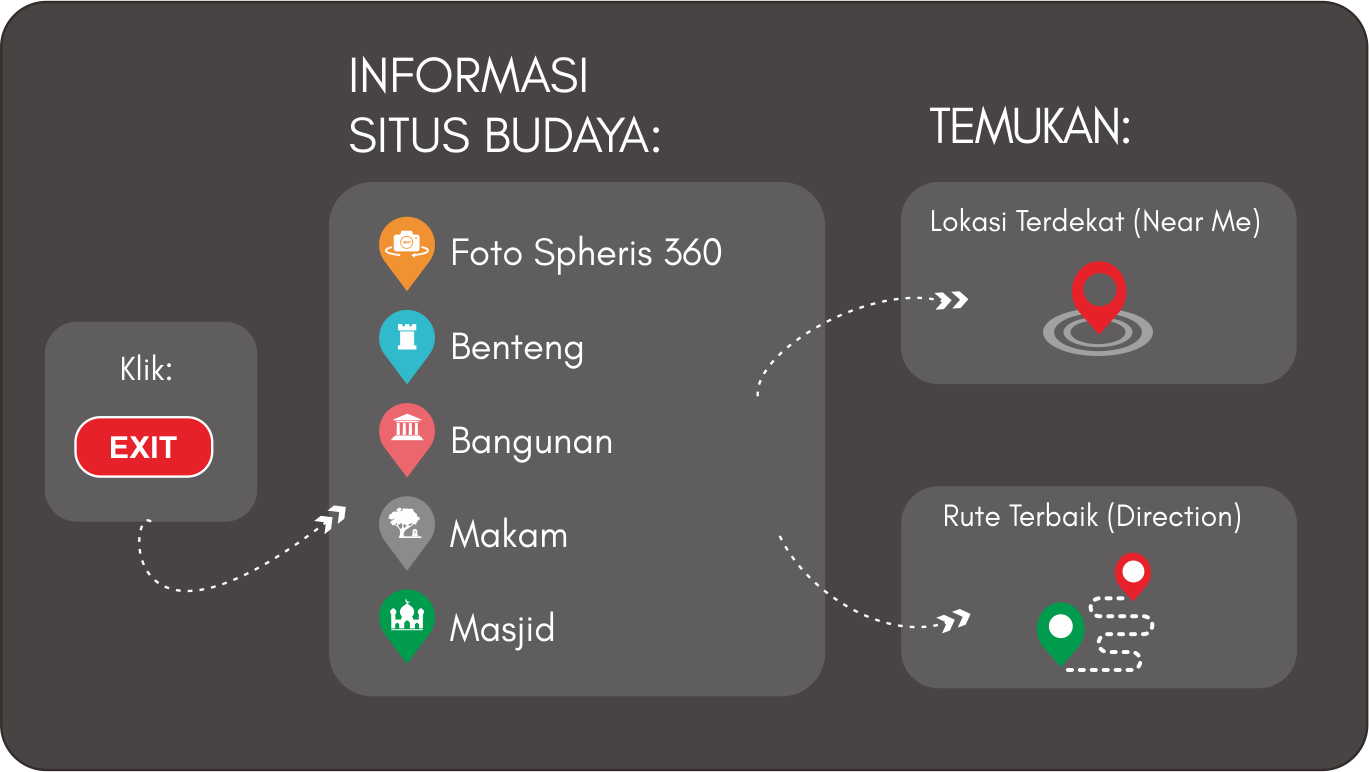 INFORMASI
SITUS BUDAYA:
TEMUKAN:
Klik:
EXIT
Foto Spheris 360
Benteng
Bangunan
Makam
Masjid
Lokasi Terdekat (Near Me)
Rute Terbaik (Direction)